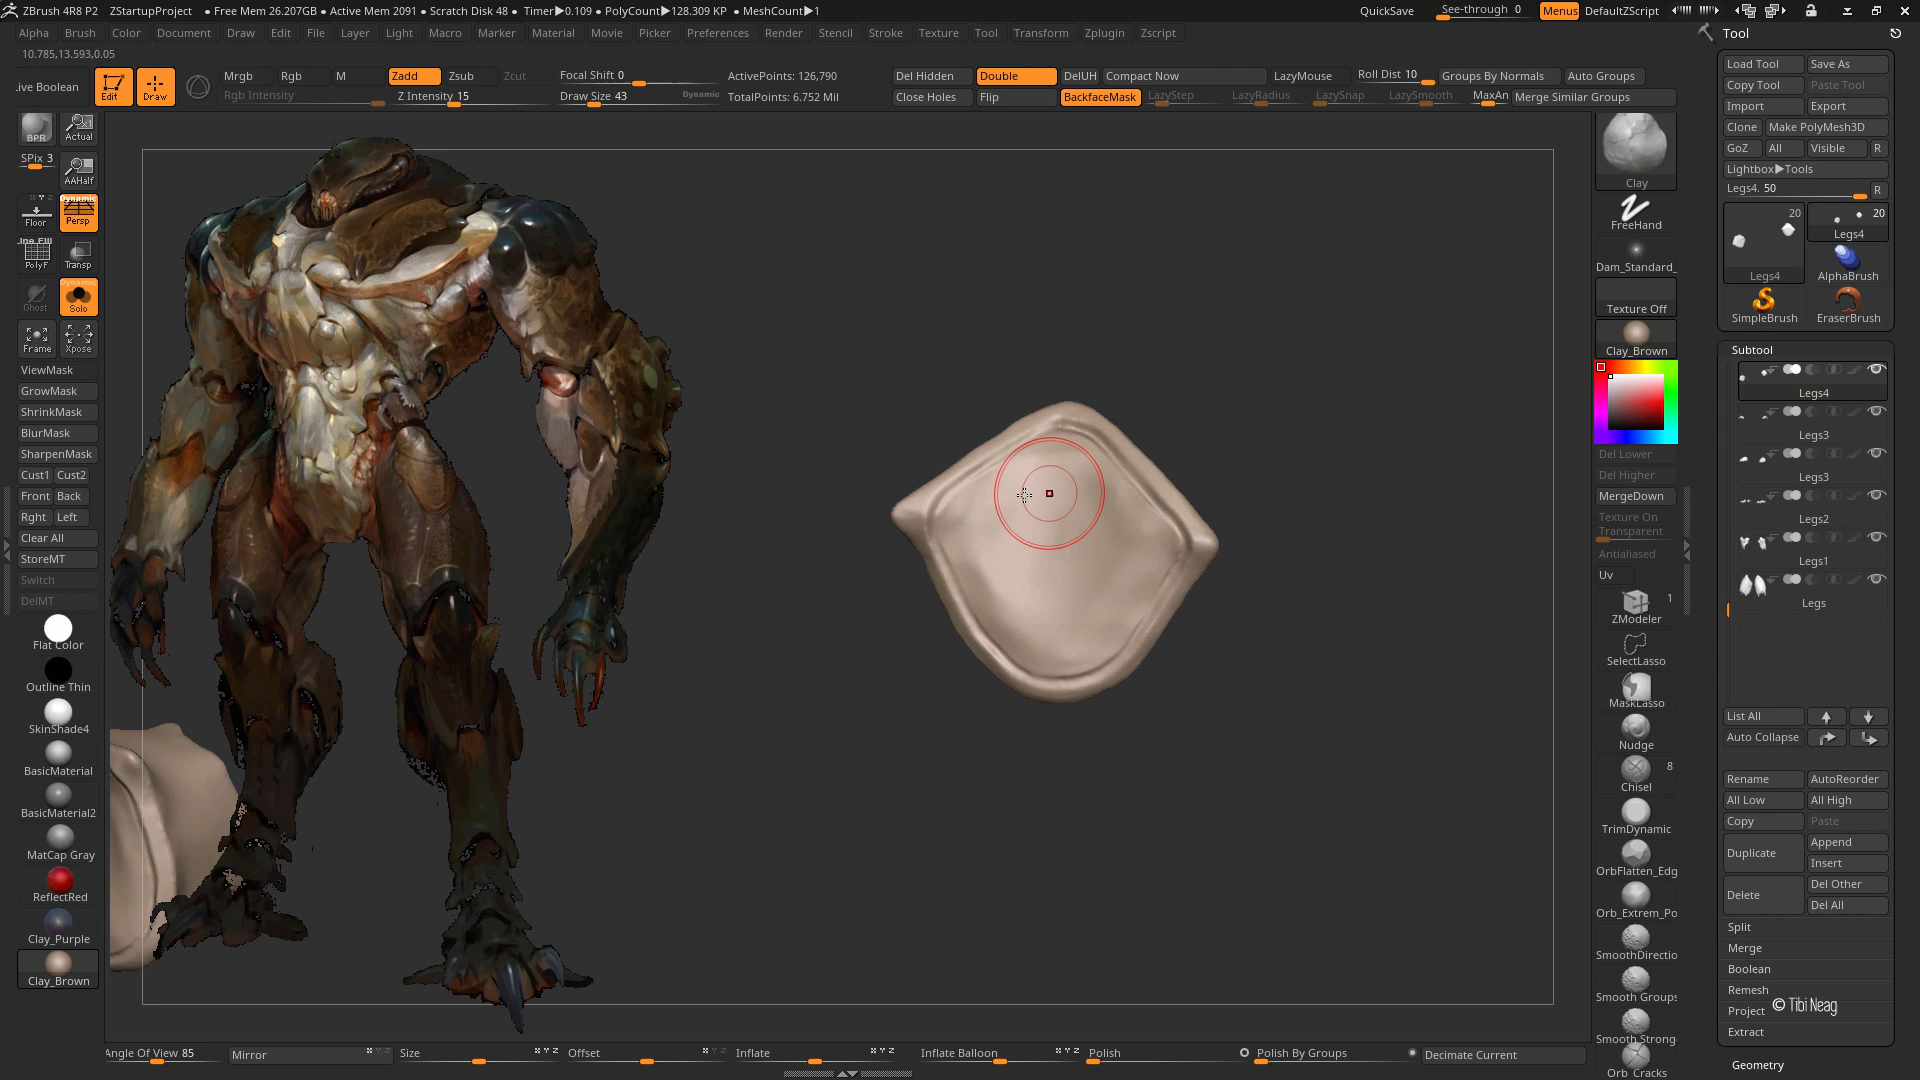 ZBrush 4R8 P2 ZStartupProject • Free Mem 26.207GB • Active Mem 2091 • Scratch Disk 48 • Timer▶0.109 • PolyCount▶128.309 KP • MeshCount▶1 QuickSave See-through 0 Menus DefaultZScript
Alpha Brush Color Document Draw Edit File Layer Light Macro Marker Material Movie Picker Preferences Render Stencil Stroke Texture Tool Transform Zplugin Zscript
10.785,13.593,0.05
ive Boolean
Edit
Draw
Mrgb Rgb M Zadd Zsub Zcut
Rgb Intensity Z Intensity 15
Focal Shift 0
Draw Size 43 Dynamic
ActivePoints: 126,790
TotalPoints: 6.752 Mil
Del Hidden Double DelUH Compact Now LazyMouse Roll Dist 10 Groups By Normals Auto Groups
Close Holes Flip BackfaceMask LazyStep LazyRadius LazySnap LazySmooth MaxAn Merge Similar Groups
BPR
Actual
SPix 3
AAHalf
Floor
Dynamic
Persp
PolyF
Transp
Ghost
Dynamic
Solo
Frame
Xpose
ViewMask
GrowMask
ShrinkMask
BlurMask
SharpenMask
Cust1 Cust2
Front Back
Rght Left
Clear All
StoreMT
Switch
DelMT
Flat Color
Outline Thin
SkinShade4
BasicMaterial
BasicMaterial2
MatCap Gray
ReflectRed
Clay_Purple
Clay_Brown
Clay
FreeHand
Dam_Standard_
Texture Off
Clay_Brown
Del Lower
Del Higher
MergeDown
Texture On
Transparent
Antialiased
Uv
1
ZModeler
SelectLasso
MaskLasso
Nudge
8
Chisel
TrimDynamic
OrbFlatten_Edg
Orb_Extrem_Po
SmoothDirectio
Smooth Groups
Smooth Strong
Orb_Cracks
Tool
Load Tool Save As
Copy Tool Paste Tool
Import Export
Clone Make PolyMesh3D
GoZ All Visible R
Lightbox▶Tools
Legs4. 50 R
20 20
Legs4
Legs4 AlphaBrush
SimpleBrush EraserBrush
Subtool
Legs4
Legs3
Legs3
Legs2
Legs1
Legs
List All
Auto Collapse
Rename AutoReorder
All Low All High
Copy Paste
Duplicate Append
Insert
Delete Del Other
Del All
Split
Merge
Boolean
Remesh
Project
© Tibi Neag
Extract
Geometry
Angle Of View 85 Mirror Size Offset Inflate Inflate Balloon Polish Polish By Groups Decimate Current